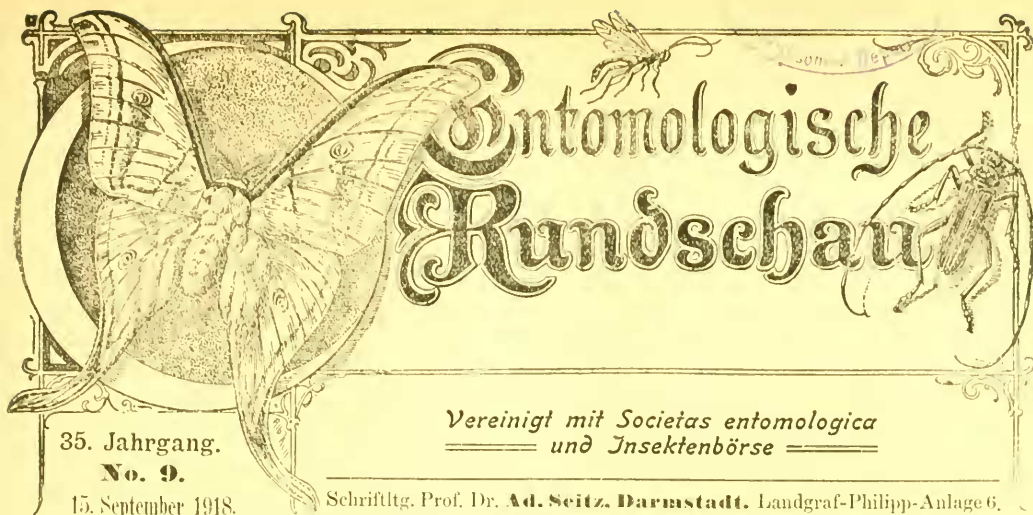 Entomologische
Rundschau
Vereinigt mit Societas entomologica
und Insektenbörse
35. Jahrgang.
No. 9.
15. September 1918.
Schriftltg. Prof. Dr. Ad. Seitz, Darmstadt, Landgraf-Philipp-Anlage 6.